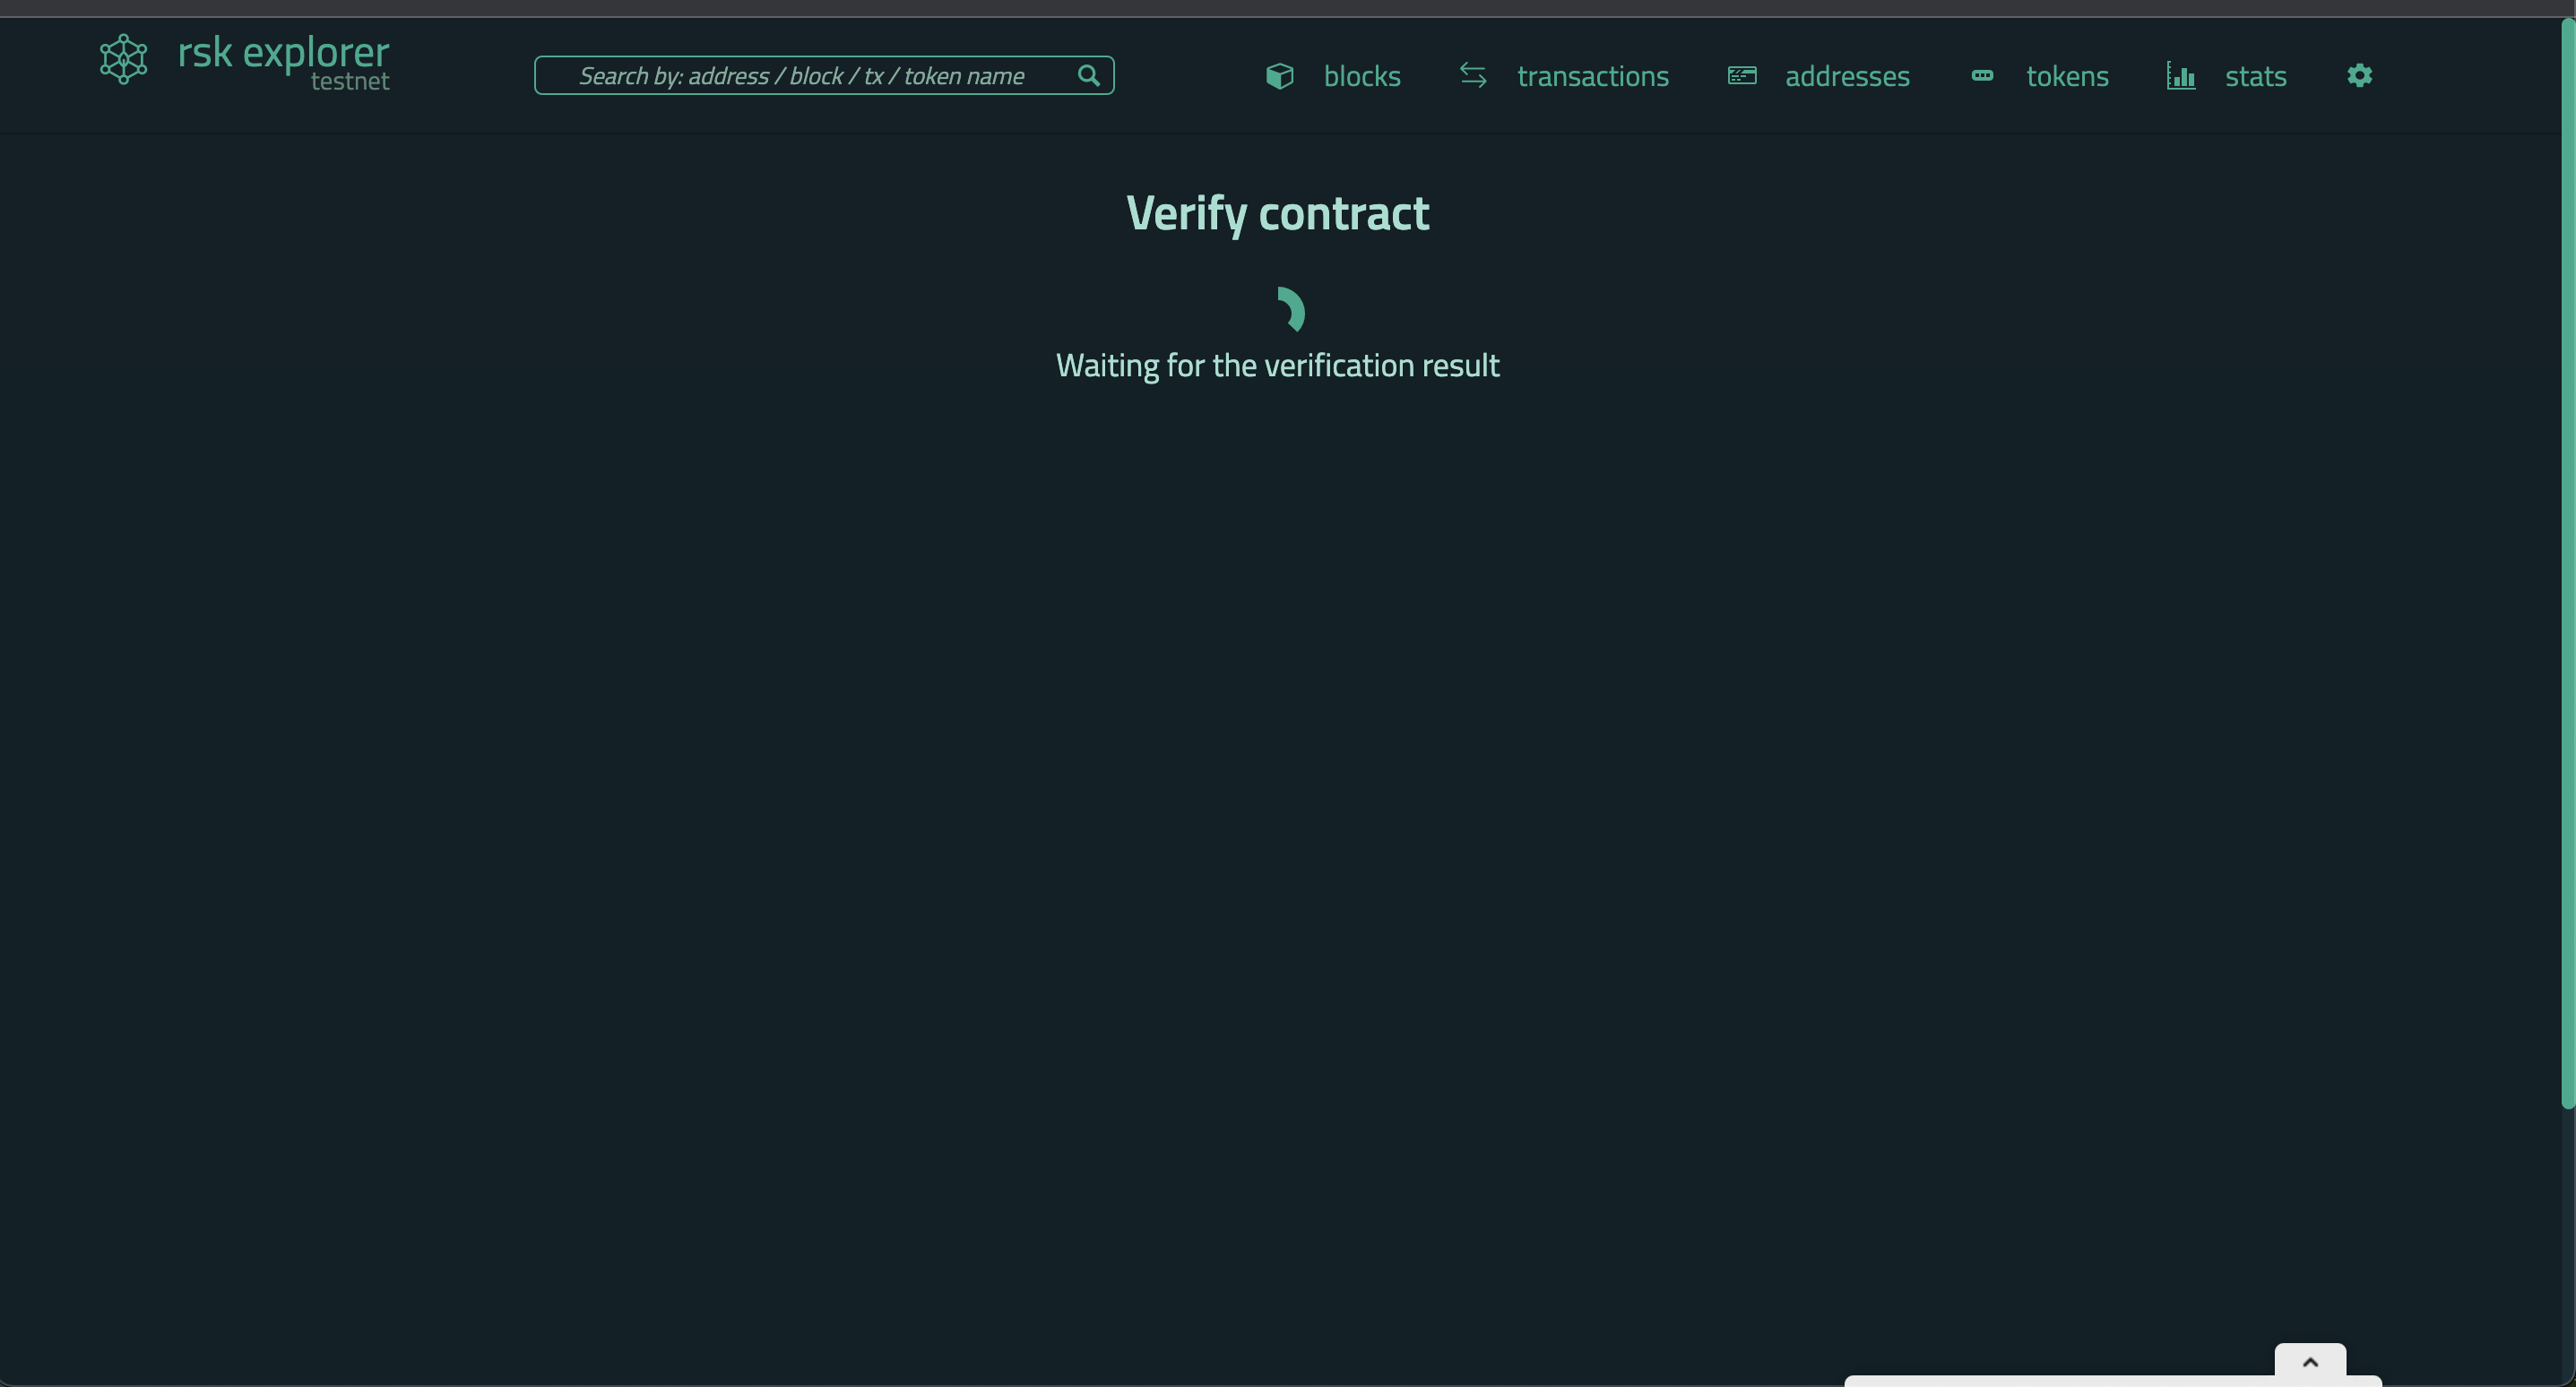 rsk explorer
testnet
Search by: address / block / tx / token name
blocks
transactions
addresses
tokens
stats
Verify contract
Waiting for the verification result